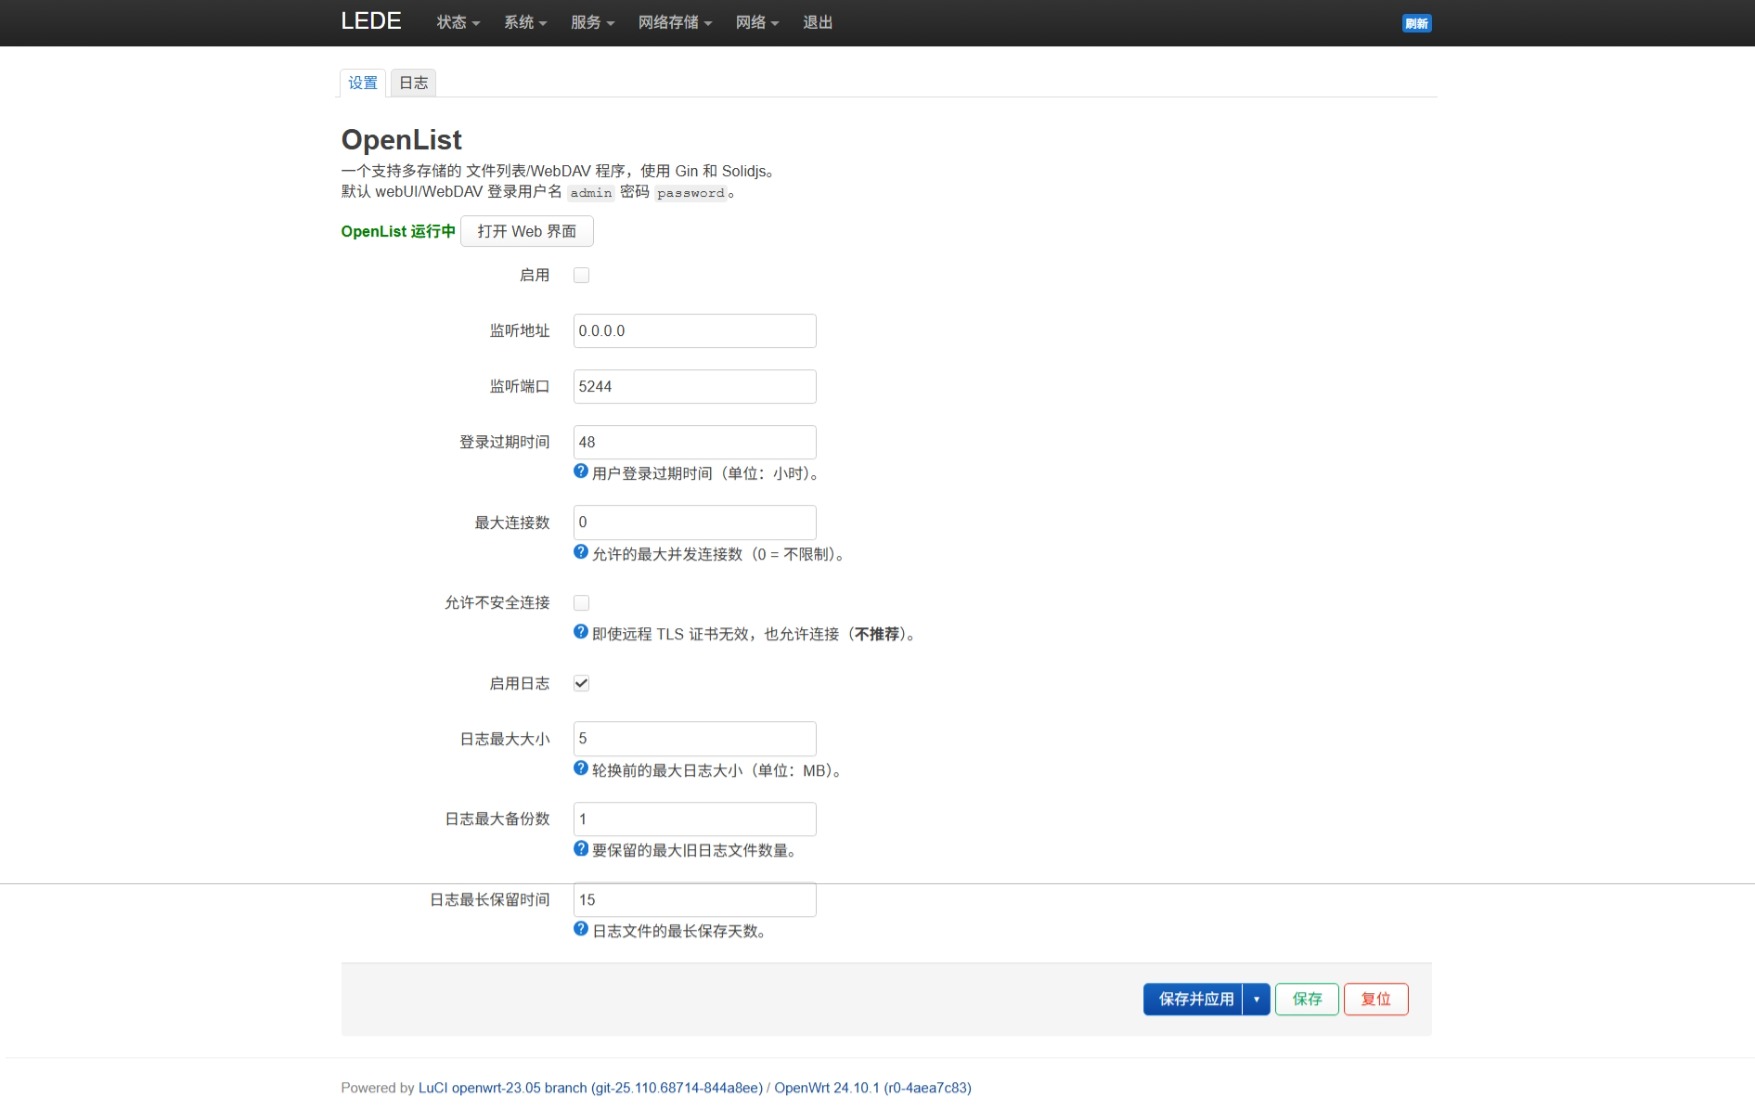 LEDE 状态 系统 服务 网络存储 网络 退出 刷新
设置 日志
OpenList
一个支持多存储的 文件列表/WebDAV 程序，使用 Gin 和 Solidjs。
默认 webUI/WebDAV 登录用户名 admin 密码 password。
OpenList 运行中 打开 Web 界面
启用
监听地址 0.0.0.0
监听端口 5244
登录过期时间 48
用户登录过期时间（单位：小时）。
最大连接数 0
允许的最大并发连接数（0 = 不限制）。
允许不安全连接
即使远程 TLS 证书无效，也允许连接（不推荐）。
启用日志
日志最大大小 5
轮换前的最大日志大小（单位：MB）。
日志最大备份数 1
要保留的最大旧日志文件数量。
日志最长保留时间 15
日志文件的最长保存天数。
保存并应用 保存 复位
Powered by LuCI openwrt-23.05 branch (git-25.110.68714-844a8ee) / OpenWrt 24.10.1 (r0-4aea7c83)